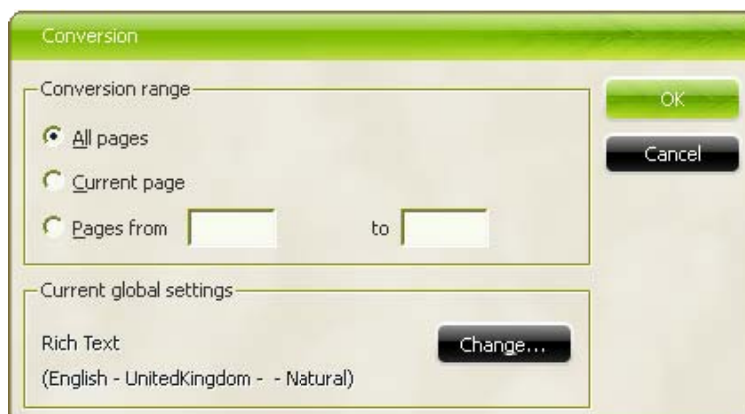 Conversion
Conversion range
All pages
Current page
Pages from to
OK
Cancel
Current global settings
Rich Text
(English - UnitedKingdom - - Natural)
Change...